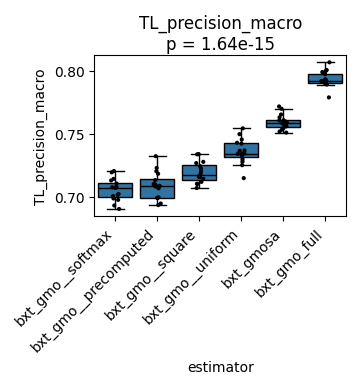 TL_precision_macro
p = 1.64e-15
TL_precision_macro
0.80
0.75
0.70
bxt_gmo__softmax
bxt_gmo__precomputed
bxt_gmo__square
bxt_gmo__uniform
bxt_gmosa
bxt_gmo_full
estimator